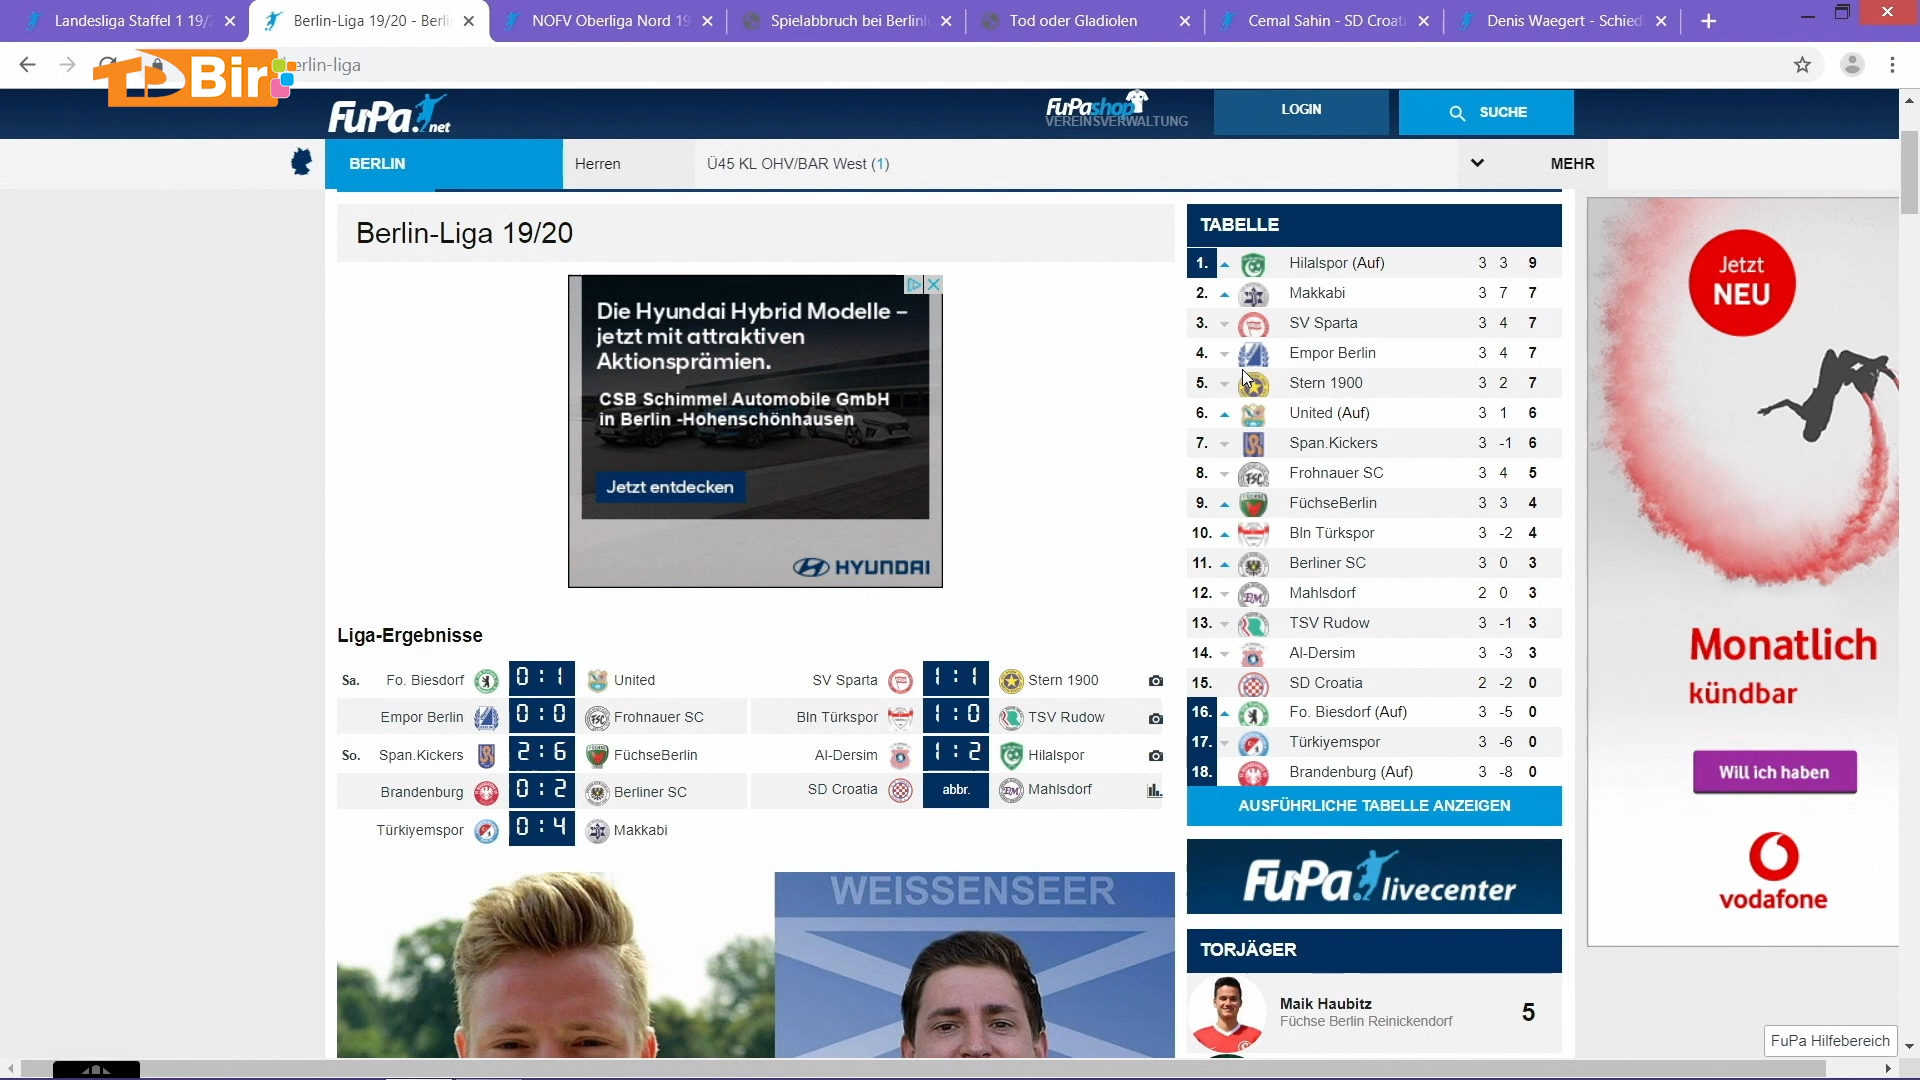 Landesliga Staffel 1 19/2
Berlin-Liga 19/20 - Berli
NOFV Oberliga Nord 19
Spielabbruch bei Berlinl
Tod oder Gladiolen
Cemal Sahin - SD Croati
Denis Waegert - Schied
TD Bir
erlin-liga
FuPa.net
FuPashop
VEREINSVERWALTUNG
LOGIN
SUCHE
BERLIN
Herren
Ü45 KL OHV/BAR West (1)
MEHR
Berlin-Liga 19/20
Die Hyundai Hybrid Modelle –
jetzt mit attraktiven
Aktionsprämien.
CSB Schimmel Automobile GmbH
in Berlin -Hohenschönhausen
Jetzt entdecken
HYUNDAI
Liga-Ergebnisse
Sa. Fo. Biesdorf 0:1 United
SV Sparta 1:1 Stern 1900
Empor Berlin 0:0 Frohnauer SC
Bln Türkspor 1:0 TSV Rudow
So. Span.Kickers 2:6 FüchseBerlin
Al-Dersim 1:2 Hilalspor
Brandenburg 0:2 Berliner SC
SD Croatia abbr. Mahlsdorf
Türkiyemspor 0:4 Makkabi
WEISSENSEER
TABELLE
1. Hilalspor (Auf) 3 3 9
2. Makkabi 3 7 7
3. SV Sparta 3 4 7
4. Empor Berlin 3 4 7
5. Stern 1900 3 2 7
6. United (Auf) 3 1 6
7. Span.Kickers 3 -1 6
8. Frohnauer SC 3 4 5
9. FüchseBerlin 3 3 4
10. Bln Türkspor 3 -2 4
11. Berliner SC 3 0 3
12. Mahlsdorf 2 0 3
13. TSV Rudow 3 -1 3
14. Al-Dersim 3 -3 3
15. SD Croatia 2 -2 0
16. Fo. Biesdorf (Auf) 3 -5 0
17. Türkiyemspor 3 -6 0
18. Brandenburg (Auf) 3 -8 0
AUSFÜHRLICHE TABELLE ANZEIGEN
FuPa livecenter
TORJÄGER
Maik Haubitz
Füchse Berlin Reinickendorf
5
Jetzt
NEU
Monatlich
kündbar
Will ich haben
vodafone
FuPa Hilfebereich